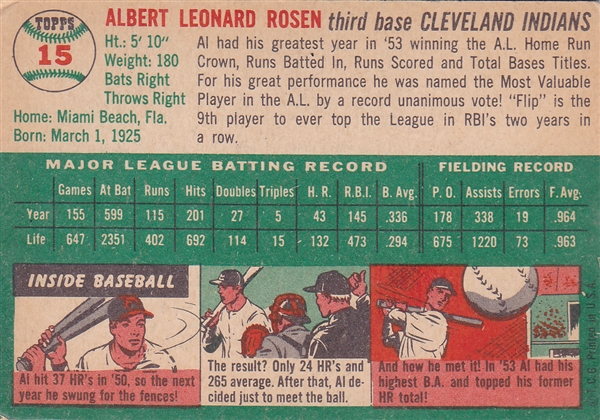 TOPPS
15
ALBERT LEONARD ROSEN third base CLEVELAND INDIANS
Ht.: 5' 10"
Weight: 180
Bats Right
Throws Right
Home: Miami Beach, Fla.
Born: March 1, 1925
Al had his greatest year in '53 winning the A.L. Home Run
Crown, Runs Batted In, Runs Scored and Total Bases Titles.
For his great performance he was named the Most Valuable
Player in the A.L. by a record unanimous vote! "Flip" is the
9th player to ever top the League in RBI's two years in
a row.
MAJOR LEAGUE BATTING RECORD FIELDING RECORD
Games At Bat Runs Hits Doubles Triples H. R. R.B.I. B. Avg. P. O. Assists Errors F. Avg.
Year 155 599 115 201 27 5 43 145 .336 178 338 19 .964
Life 647 2351 402 692 114 15 132 473 .294 675 1220 73 .963
INSIDE BASEBALL
Al hit 37 HR's in '50, so the next
year he swung for the fences!
The result? Only 24 HR's and
265 average. After that, Al de-
cided just to meet the ball.
And how he met it! In '53 Al had his
highest B.A. and topped his former
HR total!
C. G. Printed in U.S.A.